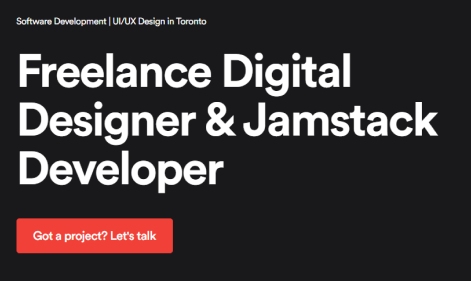 Software Development | UI/UX Design in Toronto
Freelance Digital
Designer & Jamstack
Developer
Got a project? Let's talk